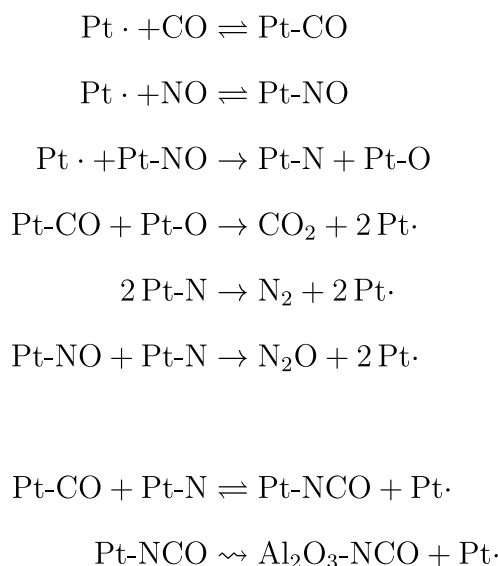 Pt · +CO ⇌ Pt-CO
Pt · +NO ⇌ Pt-NO
Pt · +Pt-NO → Pt-N + Pt-O
Pt-CO + Pt-O → CO₂ + 2 Pt·
2 Pt-N → N₂ + 2 Pt·
Pt-NO + Pt-N → N₂O + 2 Pt·
Pt-CO + Pt-N ⇌ Pt-NCO + Pt·
Pt-NCO ⇝ Al₂O₃-NCO + Pt·